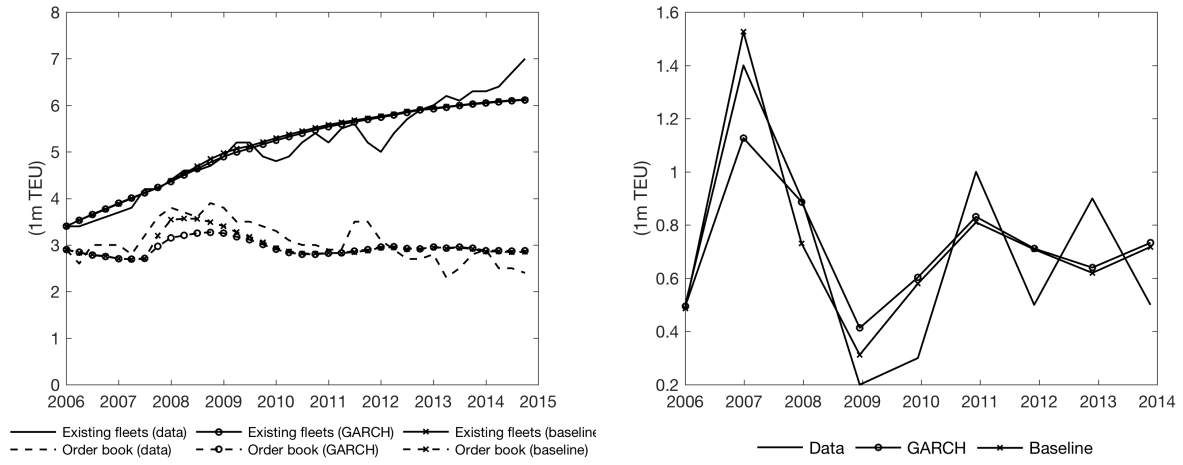 8
7
6
5
4
3
2
1
0
(1m TEU)
2006 2007 2008 2009 2010 2011 2012 2013 2014 2015
Existing fleets (data) Existing fleets (GARCH) Existing fleets (baseline
Order book (data) Order book (GARCH) Order book (baseline)
1.6
1.4
1.2
1
0.8
0.6
0.4
0.2
(1m TEU)
2006 2007 2008 2009 2010 2011 2012 2013 2014
Data GARCH Baseline